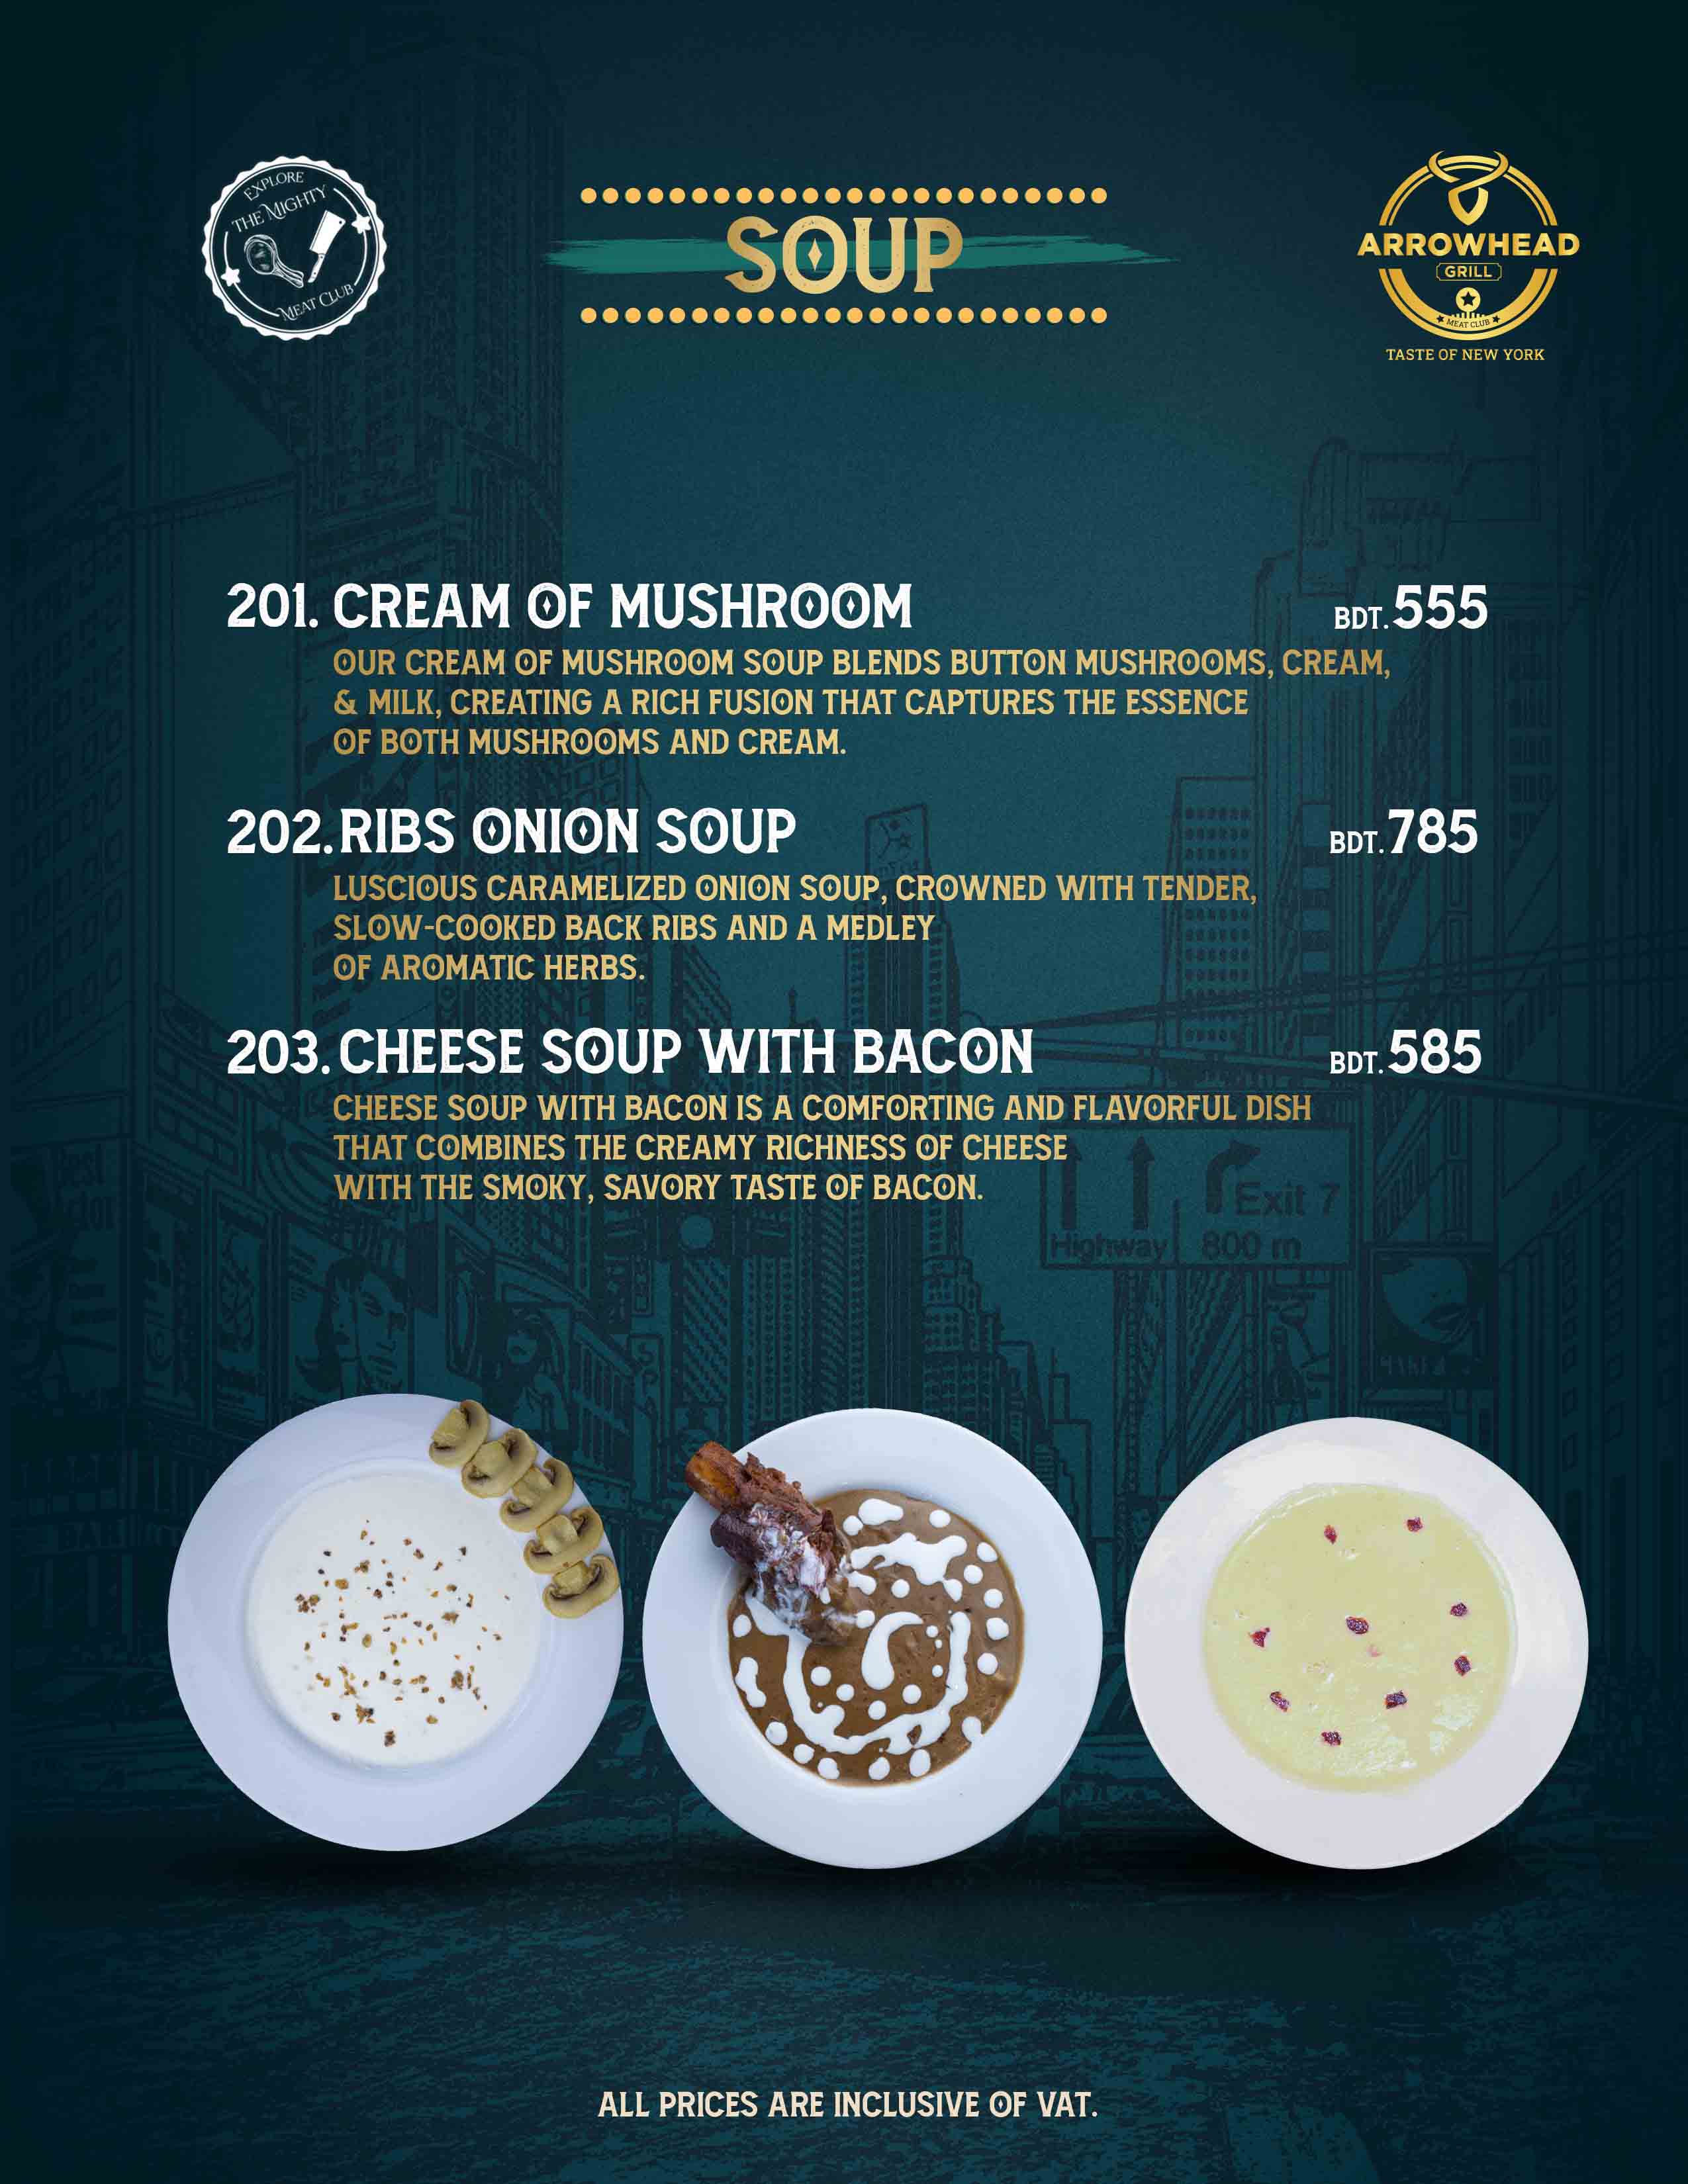 EXPLORE
THE MIGHTY
MEAT CLUB
SOUP
ARROWHEAD
GRILL
MEAT CLUB
TASTE OF NEW YORK
201. CREAM OF MUSHROOM BDT. 555
OUR CREAM OF MUSHROOM SOUP BLENDS BUTTON MUSHROOMS, CREAM,
& MILK, CREATING A RICH FUSION THAT CAPTURES THE ESSENCE
OF BOTH MUSHROOMS AND CREAM.
202. RIBS ONION SOUP BDT. 785
LUSCIOUS CARAMELIZED ONION SOUP, CROWNED WITH TENDER,
SLOW-COOKED BACK RIBS AND A MEDLEY
OF AROMATIC HERBS.
203. CHEESE SOUP WITH BACON BDT. 585
CHEESE SOUP WITH BACON IS A COMFORTING AND FLAVORFUL DISH
THAT COMBINES THE CREAMY RICHNESS OF CHEESE
WITH THE SMOKY, SAVORY TASTE OF BACON.
Exit 7
Highway 800 m
ALL PRICES ARE INCLUSIVE OF VAT.